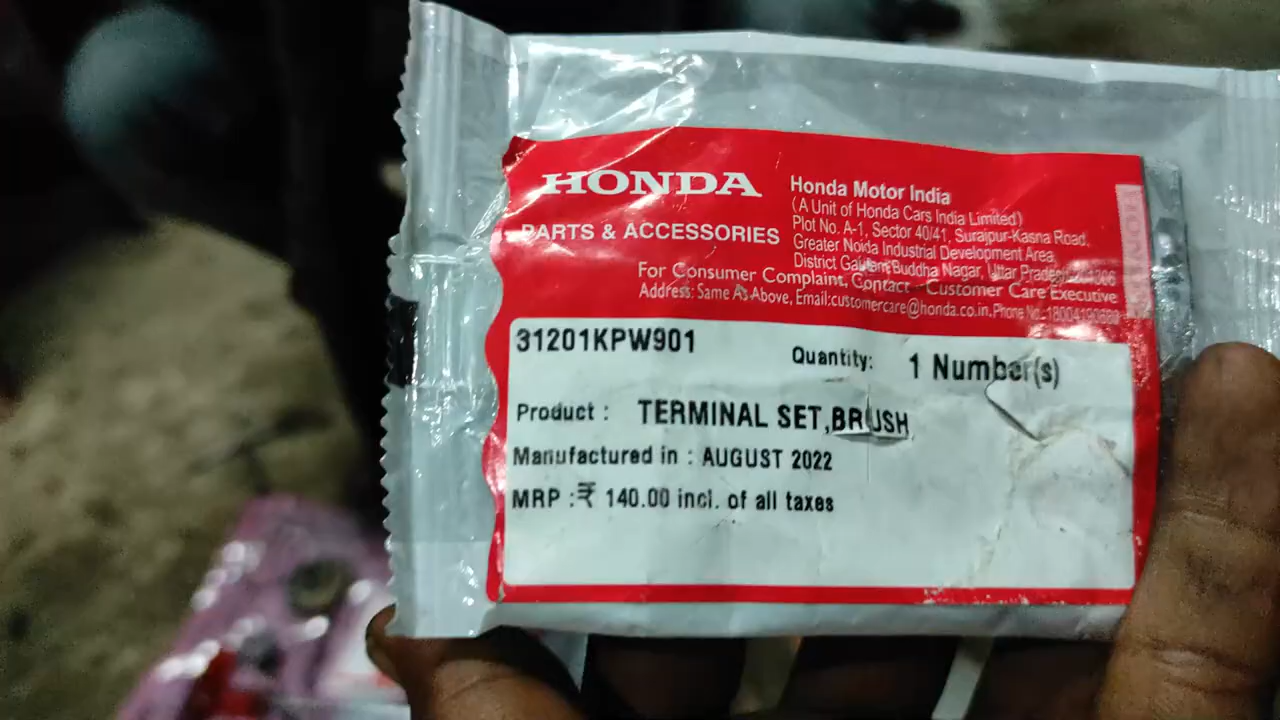 HONDA
PARTS & ACCESSORIES
Honda Motor India
(A Unit of Honda Cars India Limited)
Plot No. A-1, Sector 40/41, Surajpur-Kasna Road,
Greater Noida Industrial Development Area,
District Gautam Buddha Nagar, Uttar Pradesh
For Consumer Complaint, Contact - Customer Care Executive
Address: Same As Above, Email:customercare@honda.co.in, Phone No.
31201KPW901
Quantity: 1 Number(s)
Product : TERMINAL SET,BRUSH
Manufactured in : AUGUST 2022
MRP :₹ 140.00 incl. of all taxes